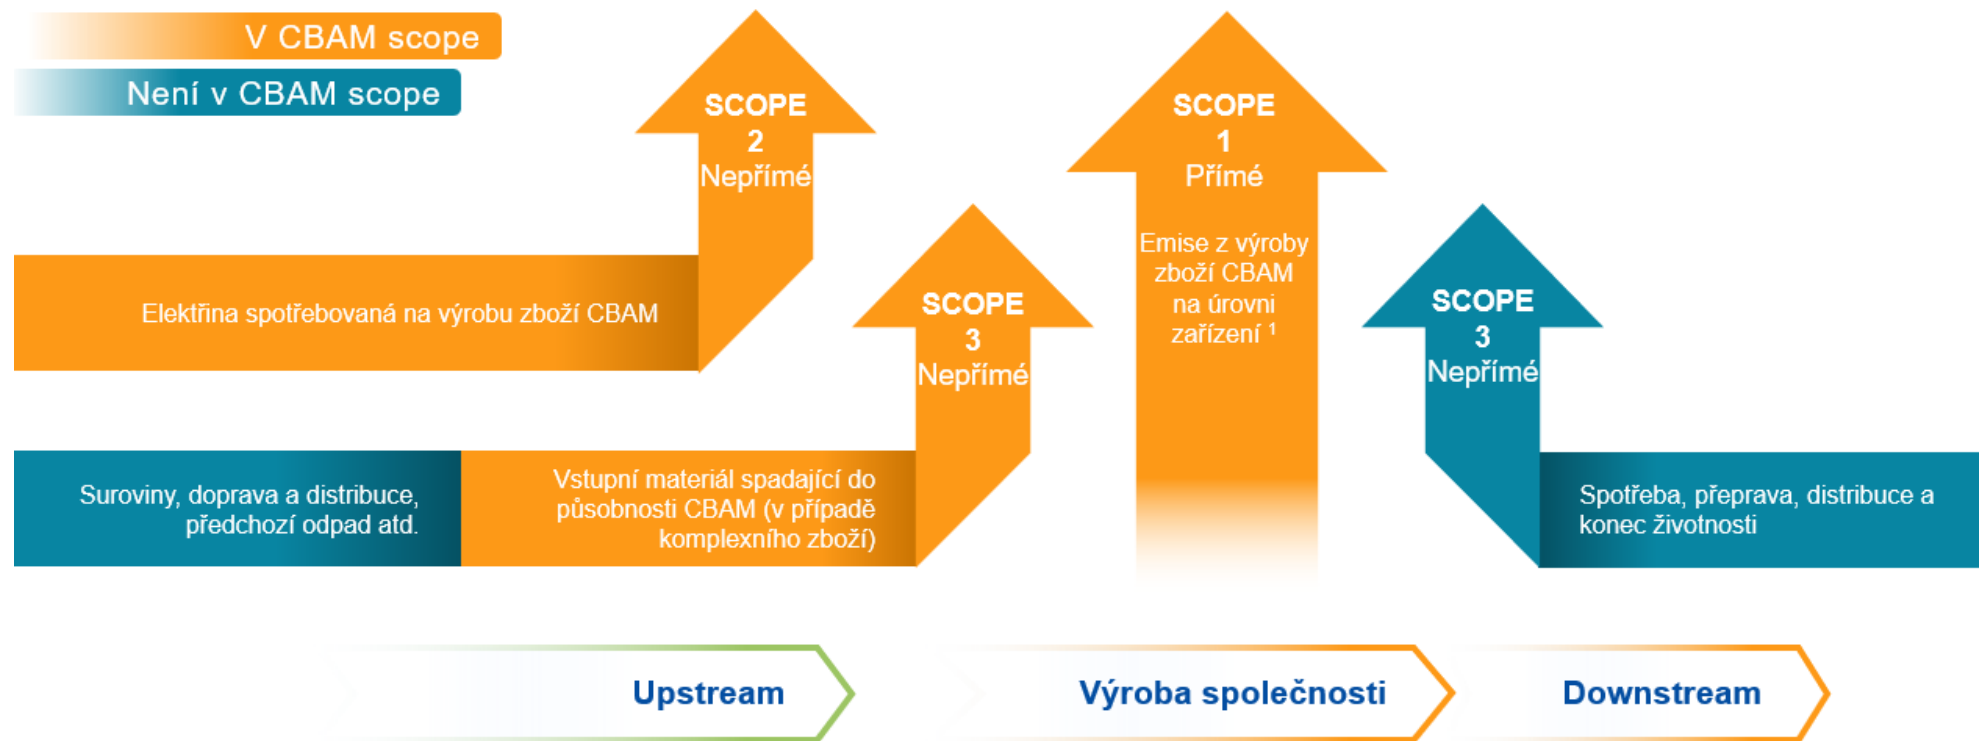 V CBAM scope
Není v CBAM scope
SCOPE
2
Nepřímé
Elektřina spotřebovaná na výrobu zboží CBAM
SCOPE
3
Nepřímé
SCOPE
1
Přímé
Emise z výroby
zboží CBAM
na úrovni
zařízení ¹
SCOPE
3
Nepřímé
Suroviny, doprava a distribuce,
předchozí odpad atd.
Vstupní materiál spadající do
působnosti CBAM (v případě
komplexního zboží)
Spotřeba, přeprava, distribuce a
konec životnosti
Upstream
Výroba společnosti
Downstream